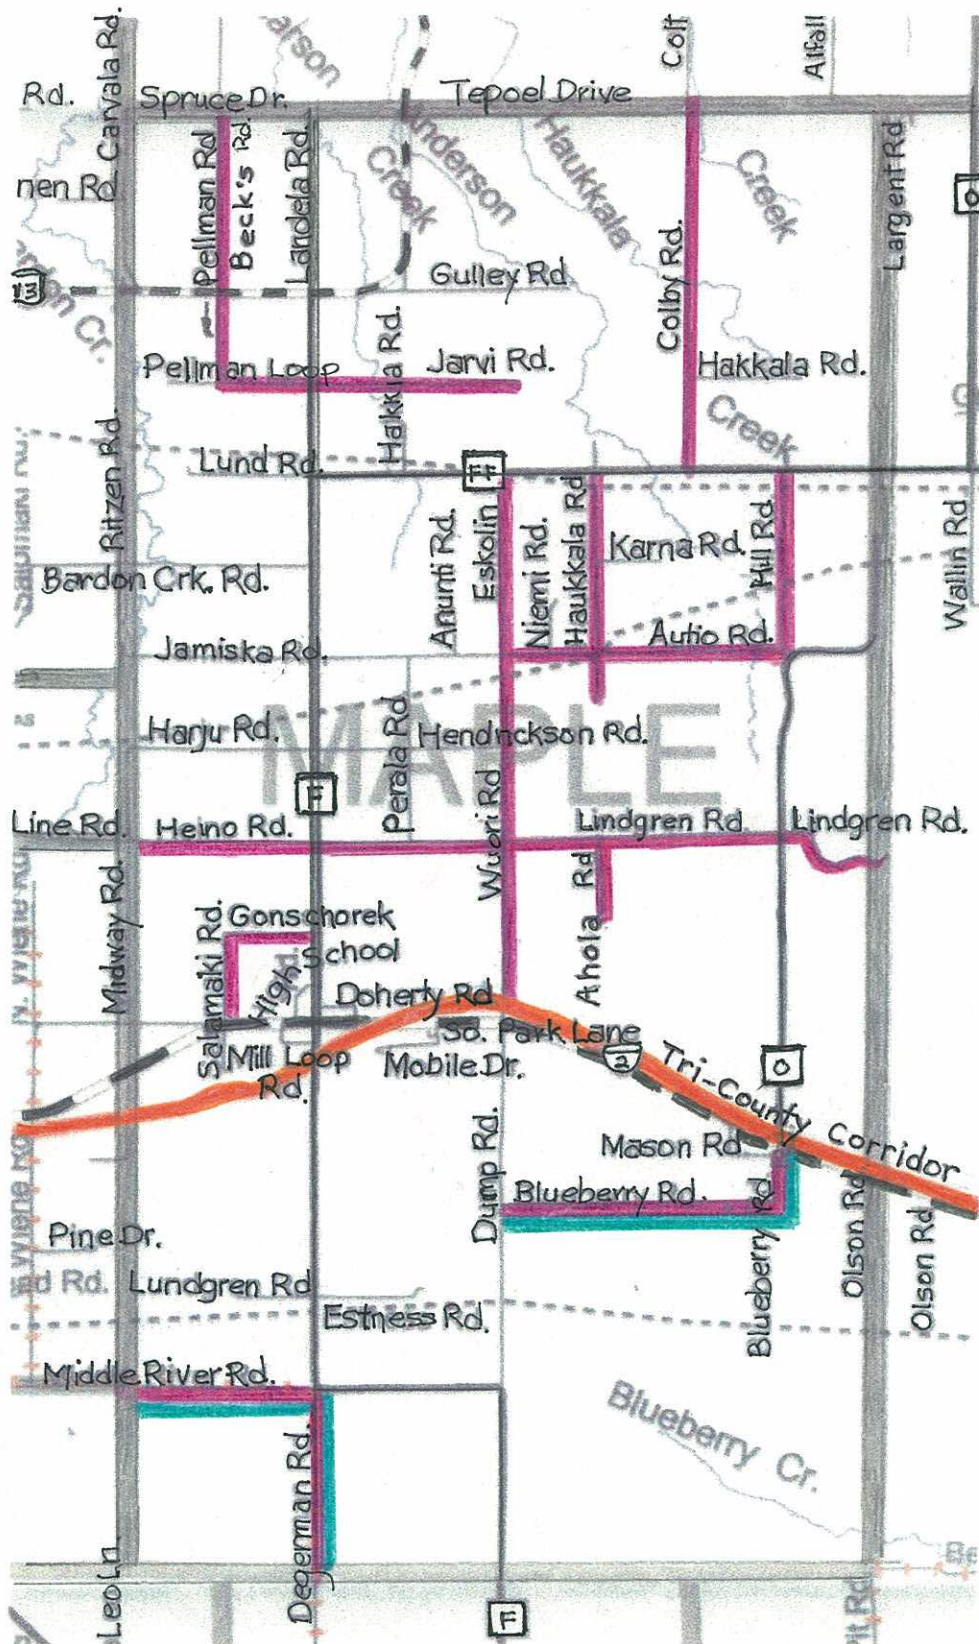 Carvala Rd.
Colt
Altall
Rd.
Spruce Dr.
Tepoel Drive
nen Rd.
Pellman Rd
Beck's Rd.
Landela Rd.
Creek
Anderson
Haukkala
Creek
Colby Rd.
Largent Rd
O
13
Gulley Rd
Pellman Loop
Hakkla Rd.
Jarvi Rd.
Hakkala Rd.
Creek
Ritzen Rd.
Lund Rd.
FF
Bardon Crk. Rd.
Anunti Rd.
Eskolin
Niemi Rd.
Haukkala Rd
Karna Rd.
Hill Rd.
Wallin Rd
Jamiska Rd.
Autio Rd.
MAPLE
Harju Rd.
Perala Rd
Hendrickson Rd.
F
Line Rd.
Heino Rd.
Wuori Rd
Lindgren Rd
Lindgren Rd.
Midway Rd.
Salamaki Rd.
Gonschorek
High School
Ahola Rd
Doherty Rd
So. Park Lane
Mill Loop
Rd.
Mobile Dr.
2
O
Tri-County Corridor
Mason Rd
Dump Rd.
Blueberry Rd.
Blueberry Rd
Olson Rd
Olson Rd
Pine Dr.
Lundgren Rd
Estness Rd.
Middle River Rd.
Blueberry Cr.
Degerman Rd.
Leo Ln
F